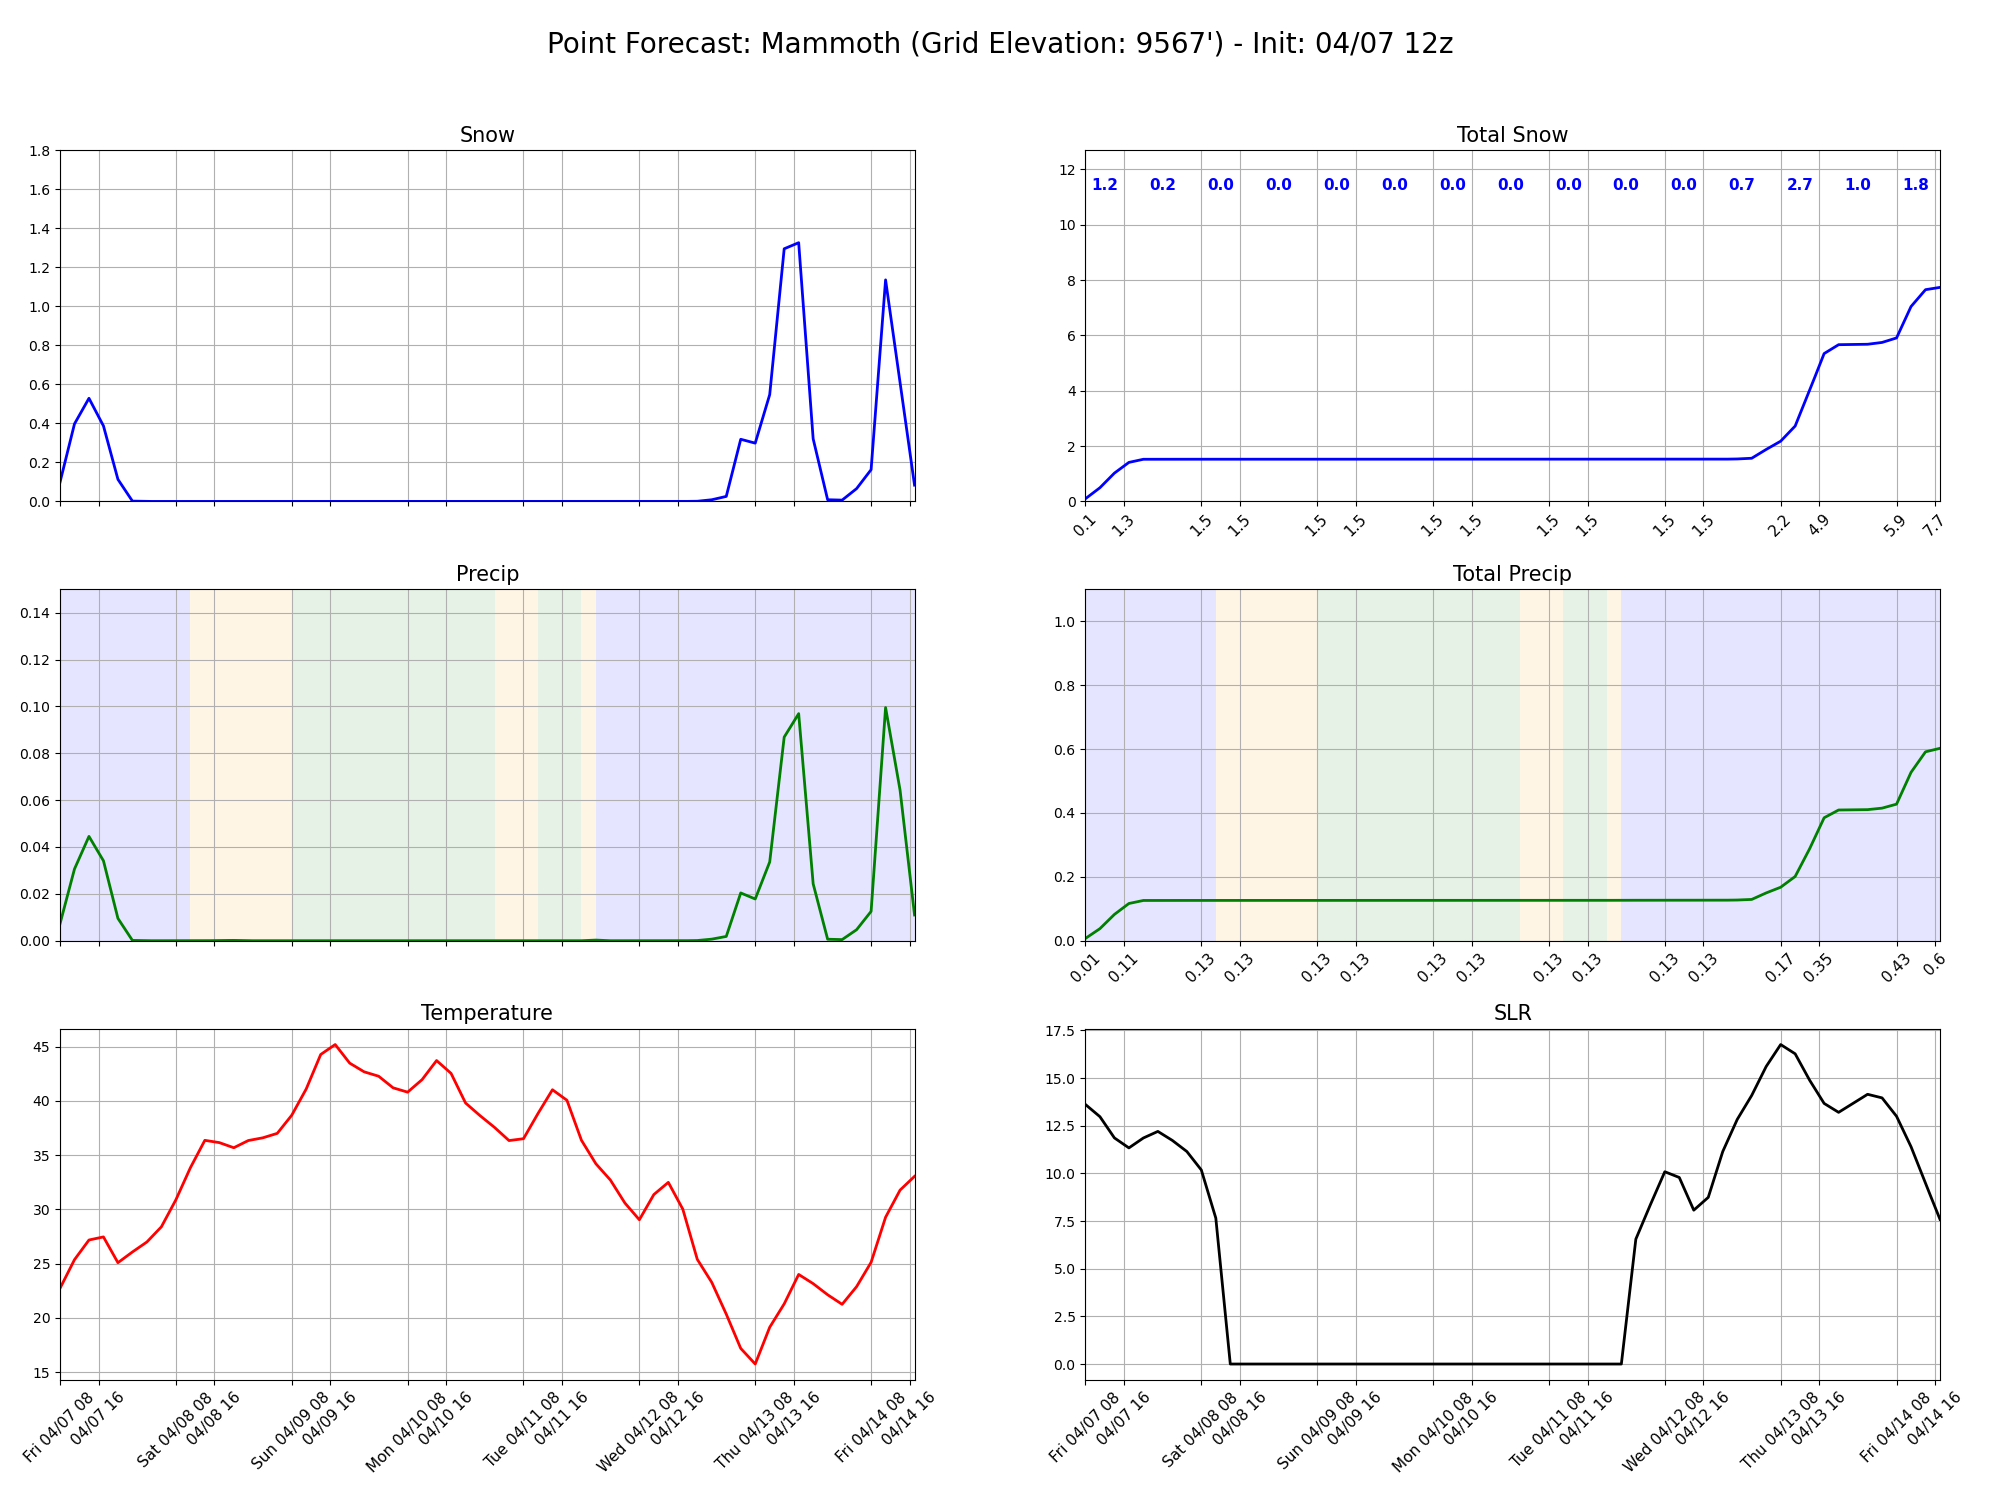 Point Forecast: Mammoth (Grid Elevation: 9567') - Init: 04/07 12z
Snow
1.8
1.6
1.4
1.2
1.0
0.8
0.6
0.4
0.2
0.0
Total Snow
12
10
8
6
4
2
0
1.2 0.2 0.0 0.0 0.0 0.0 0.0 0.0 0.0 0.0 0.0 0.7 2.7 1.0 1.8
0.1 1.3 1.5 1.5 1.5 1.5 1.5 1.5 1.5 1.5 1.5 1.5 2.2 4.9 5.9 7.7
Precip
0.14
0.12
0.10
0.08
0.06
0.04
0.02
0.00
Total Precip
1.0
0.8
0.6
0.4
0.2
0.0
0.01 0.11 0.13 0.13 0.13 0.13 0.13 0.13 0.13 0.13 0.13 0.13 0.17 0.35 0.43 0.6
Temperature
45
40
35
30
25
20
15
Fri 04/07 08
04/07 16
Sat 04/08 08
04/08 16
Sun 04/09 08
04/09 16
Mon 04/10 08
04/10 16
Tue 04/11 08
04/11 16
Wed 04/12 08
04/12 16
Thu 04/13 08
04/13 16
Fri 04/14 08
04/14 16
SLR
17.5
15.0
12.5
10.0
7.5
5.0
2.5
0.0
Fri 04/07 08
04/07 16
Sat 04/08 08
04/08 16
Sun 04/09 08
04/09 16
Mon 04/10 08
04/10 16
Tue 04/11 08
04/11 16
Wed 04/12 08
04/12 16
Thu 04/13 08
04/13 16
Fri 04/14 08
04/14 16